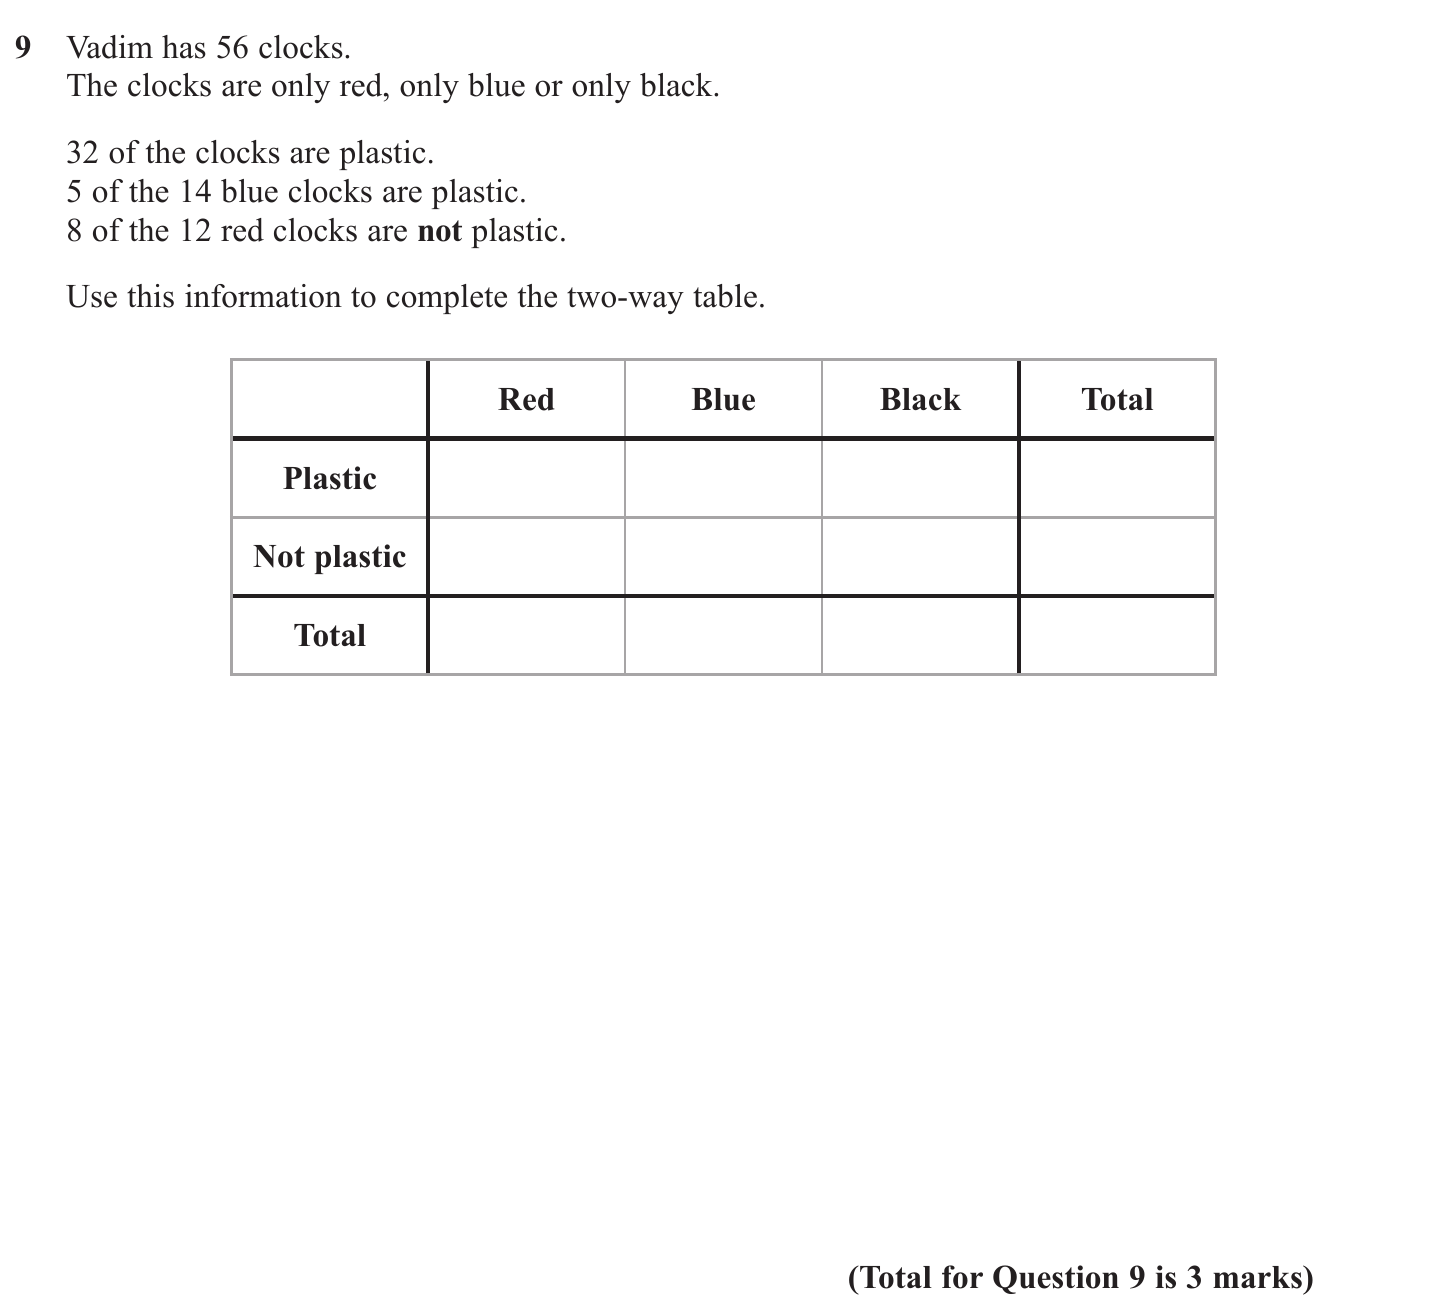 9 Vadim has 56 clocks.
The clocks are only red, only blue or only black.
32 of the clocks are plastic.
5 of the 14 blue clocks are plastic.
8 of the 12 red clocks are not plastic.
Use this information to complete the two-way table.
Red Blue Black Total
Plastic
Not plastic
Total
(Total for Question 9 is 3 marks)